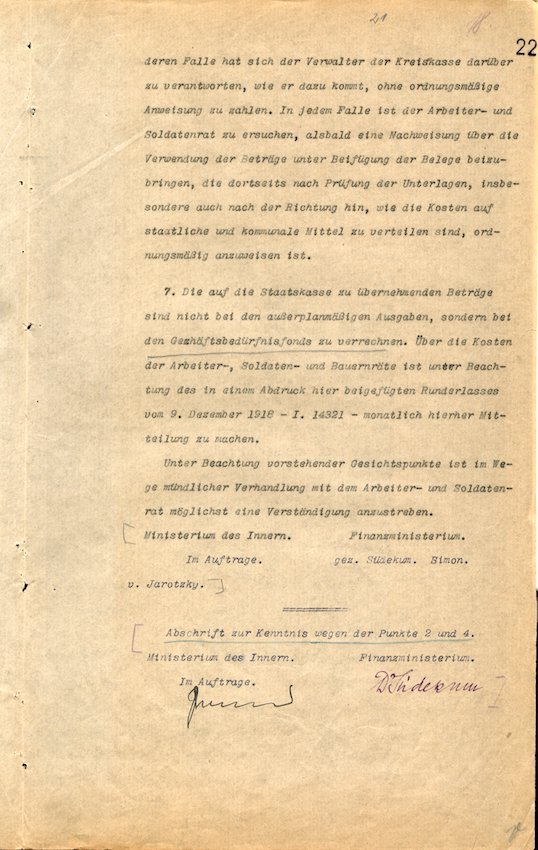 21
22
deren Falle hat sich der Verwalter der Kreiskasse darüber
zu verantworten, wie er dazu kommt, ohne ordnungsmäßige
Anweisung zu zahlen. In jedem Falle ist der Arbeiter- und
Soldatenrat zu ersuchen, alsbald eine Nachweisung über die
Verwendung der Beträge unter Beifügung der Belege beizu-
bringen, die dortseits nach Prüfung der Unterlagen, insbe-
sondere auch nach der Richtung hin, wie die Kosten auf
staatliche und kommunale Mittel zu verteilen sind, ord-
nungsmäßig anzuweisen ist.
7. Die auf die Staatskasse zu übernehmenden Beträge
sind nicht bei den außerplanmäßigen Ausgaben, sondern bei
den Geschäftsbedürfnisfonds zu verrechnen. Über die Kosten
der Arbeiter-, Soldaten- und Bauernräte ist unter Beach-
tung des in einem Abdruck hier beigefügten Runderlasses
vom 9. Dezember 1918 - I. 14321 - monatlich hierher Mit-
teilung zu machen.
Unter Beachtung vorstehender Gesichtspunkte ist im We-
ge mündlicher Verhandlung mit dem Arbeiter- und Soldaten-
rat möglichst eine Verständigung anzustreben.
[Ministerium des Innern. Finanzministerium.
Im Auftrage. gez. Südekum. Simon.
v. Jarotzky.]
[Abschrift zur Kenntnis wegen der Punkte 2 und 4.
Ministerium des Innern. Finanzministerium.
Im Auftrage. Südekum]